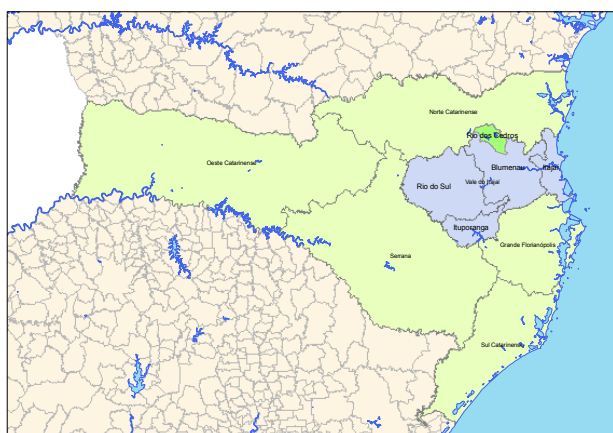 Norte Catarinense
Rio dos Cedros
Oeste Catarinense
Blumenau
Itajaí
Rio do Sul
Vale do Itajaí
Ituporanga
Grande Florianópolis
Serrana
Sul Catarinense